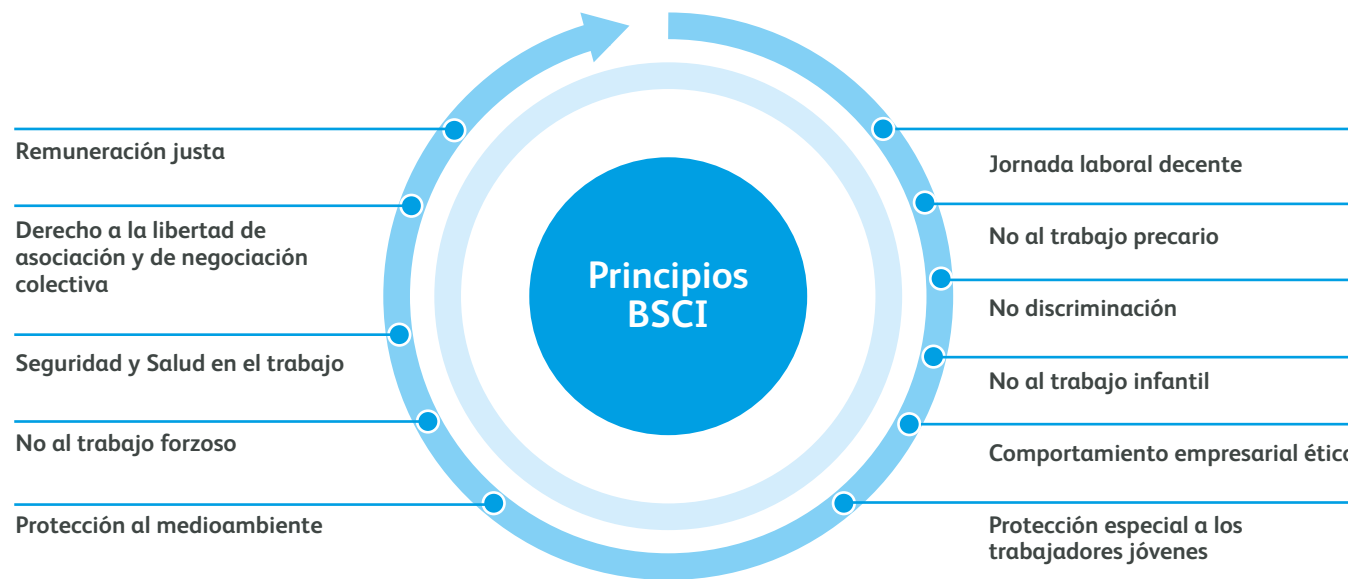 Remuneración justa
Derecho a la libertad de
asociación y de negociación
colectiva
Seguridad y Salud en el trabajo
No al trabajo forzoso
Protección al medioambiente
Principios
BSCI
Jornada laboral decente
No al trabajo precario
No discriminación
No al trabajo infantil
Comportamiento empresarial ético
Protección especial a los
trabajadores jóvenes